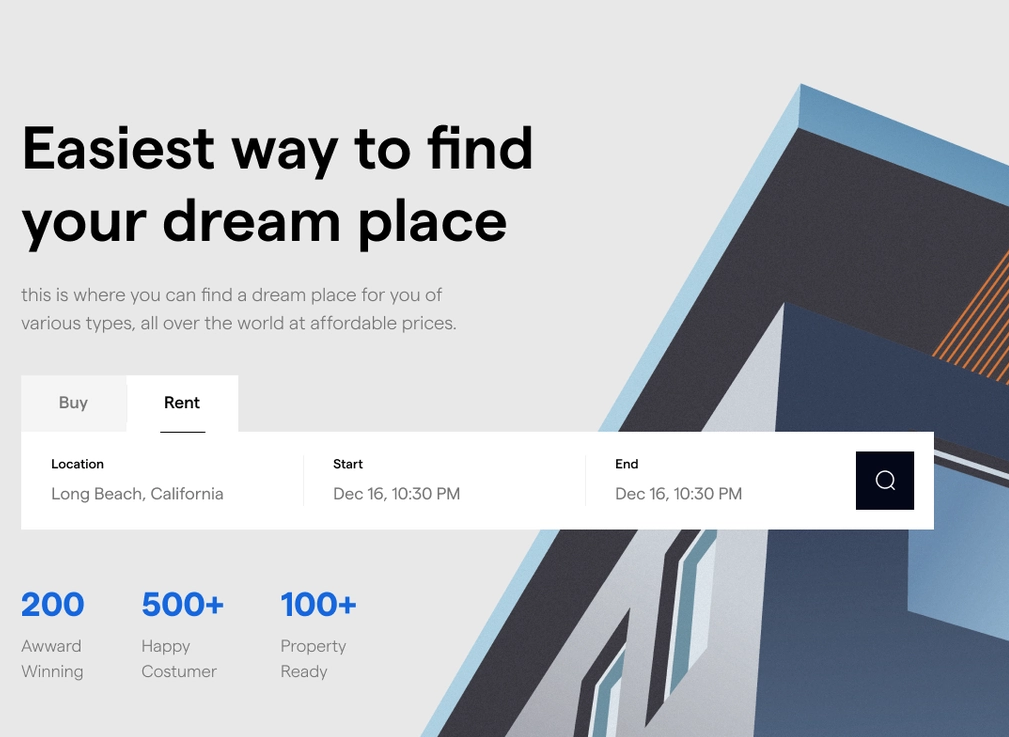 Easiest way to find
your dream place
this is where you can find a dream place for you of
various types, all over the world at affordable prices.
Buy
Rent
Location
Long Beach, California
Start
Dec 16, 10:30 PM
End
Dec 16, 10:30 PM
200
Awward
Winning
500+
Happy
Costumer
100+
Property
Ready